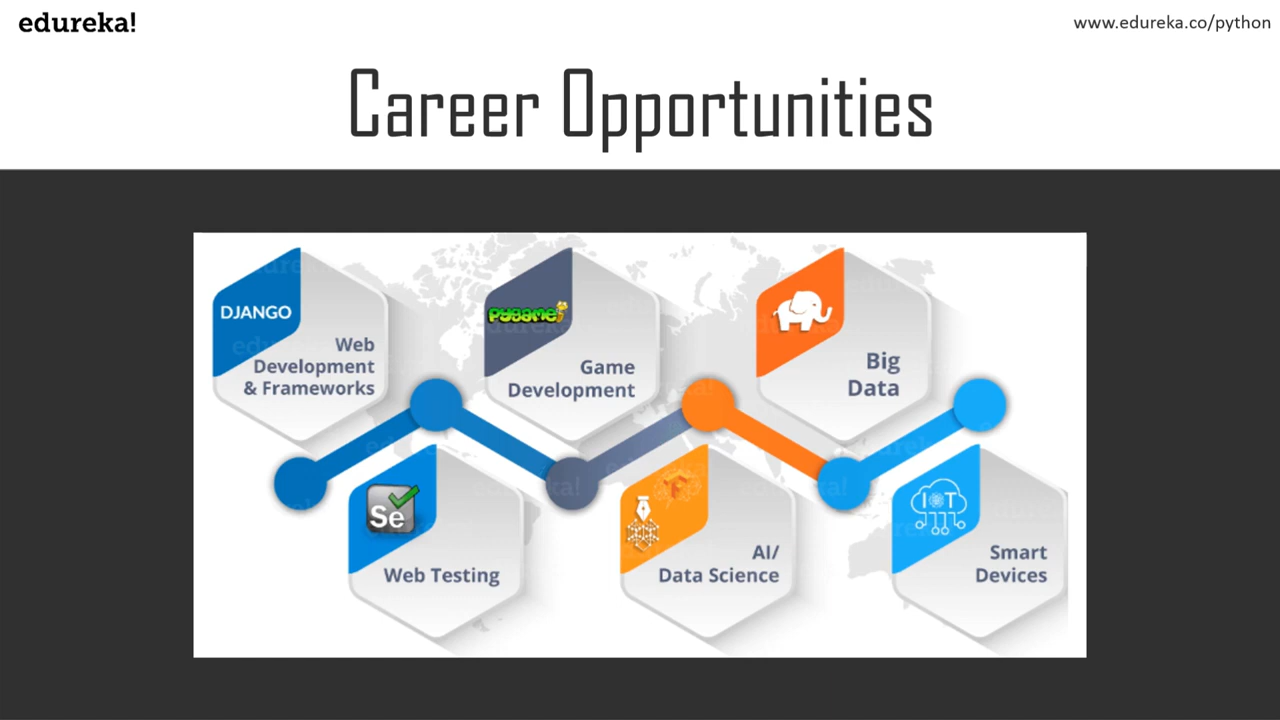 edureka!
www.edureka.co/python
Career Opportunities
DJANGO
Web
Development
& Frameworks
PYGAME
Game
Development
Big
Data
Se
Web Testing
AI/
Data Science
IoT
Smart
Devices